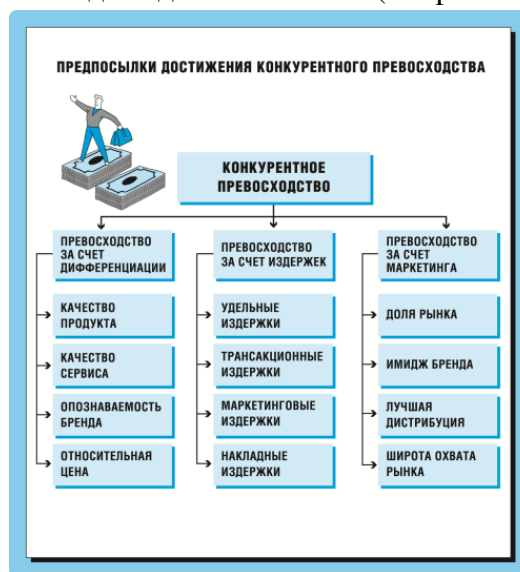 ПРЕДПОСЫЛКИ ДОСТИЖЕНИЯ КОНКУРЕНТНОГО ПРЕВОСХОДСТВА
КОНКУРЕНТНОЕ
ПРЕВОСХОДСТВО
ПРЕВОСХОДСТВО
ЗА СЧЕТ
ДИФФЕРЕНЦИАЦИИ
КАЧЕСТВО
ПРОДУКТА
КАЧЕСТВО
СЕРВИСА
ОПОЗНАВАЕМОСТЬ
БРЕНДА
ОТНОСИТЕЛЬНАЯ
ЦЕНА
ПРЕВОСХОДСТВО
ЗА СЧЕТ ИЗДЕРЖЕК
УДЕЛЬНЫЕ
ИЗДЕРЖКИ
ТРАНСАКЦИОННЫЕ
ИЗДЕРЖКИ
МАРКЕТИНГОВЫЕ
ИЗДЕРЖКИ
НАКЛАДНЫЕ
ИЗДЕРЖКИ
ПРЕВОСХОДСТВО
ЗА СЧЕТ
МАРКЕТИНГА
ДОЛЯ РЫНКА
ИМИДЖ БРЕНДА
ЛУЧШАЯ
ДИСТРИБУЦИЯ
ШИРОТА ОХВАТА
РЫНКА